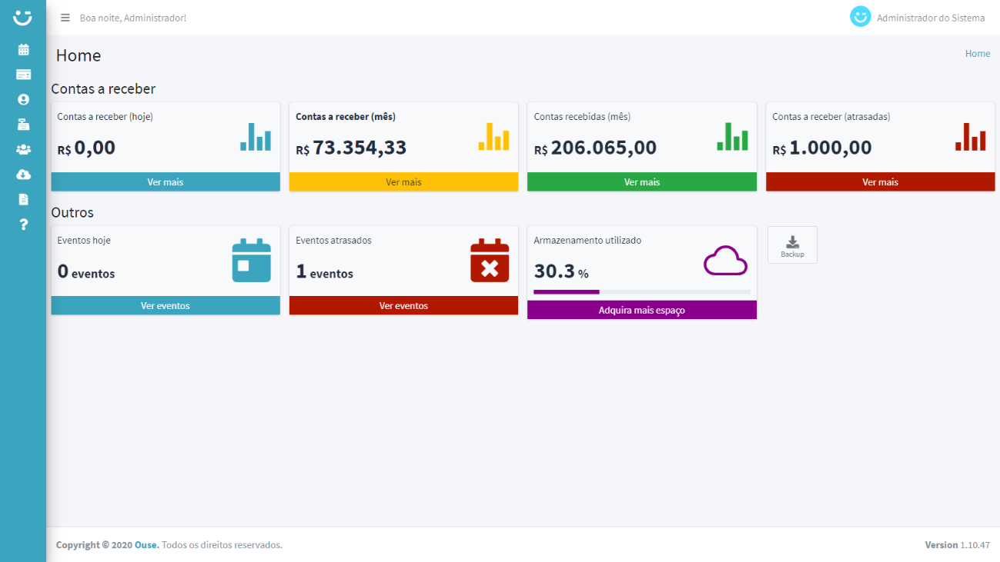 Boa noite, Administrador!
Administrador do Sistema
Home
Home
Contas a receber
Contas a receber (hoje)
R$ 0,00
Ver mais
Contas a receber (mês)
R$ 73.354,33
Ver mais
Contas recebidas (mês)
R$ 206.065,00
Ver mais
Contas a receber (atrasadas)
R$ 1.000,00
Ver mais
Outros
Eventos hoje
0 eventos
Ver eventos
Eventos atrasados
1 eventos
Ver eventos
Armazenamento utilizado
30.3 %
Adquira mais espaço
Backup
Copyright © 2020 Ouse. Todos os direitos reservados.
Version 1.10.47